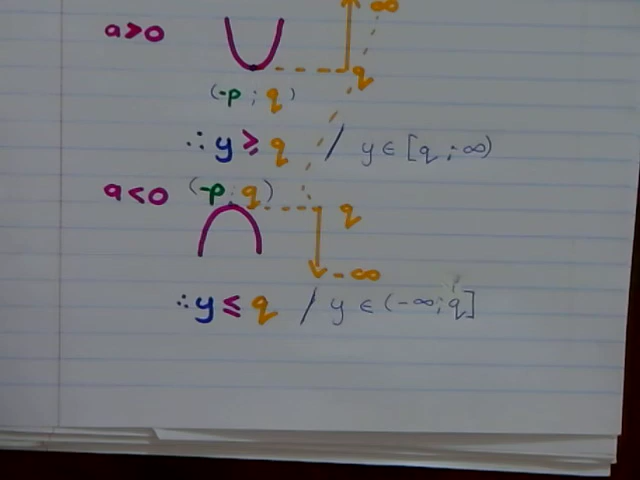 a>0 ∞
q
(-p ; q)
∴ y ≥ q / y ∈ [q ; ∞)
a<0 (-p ; q) q
-∞
∴ y ≤ q / y ∈ (-∞; q]